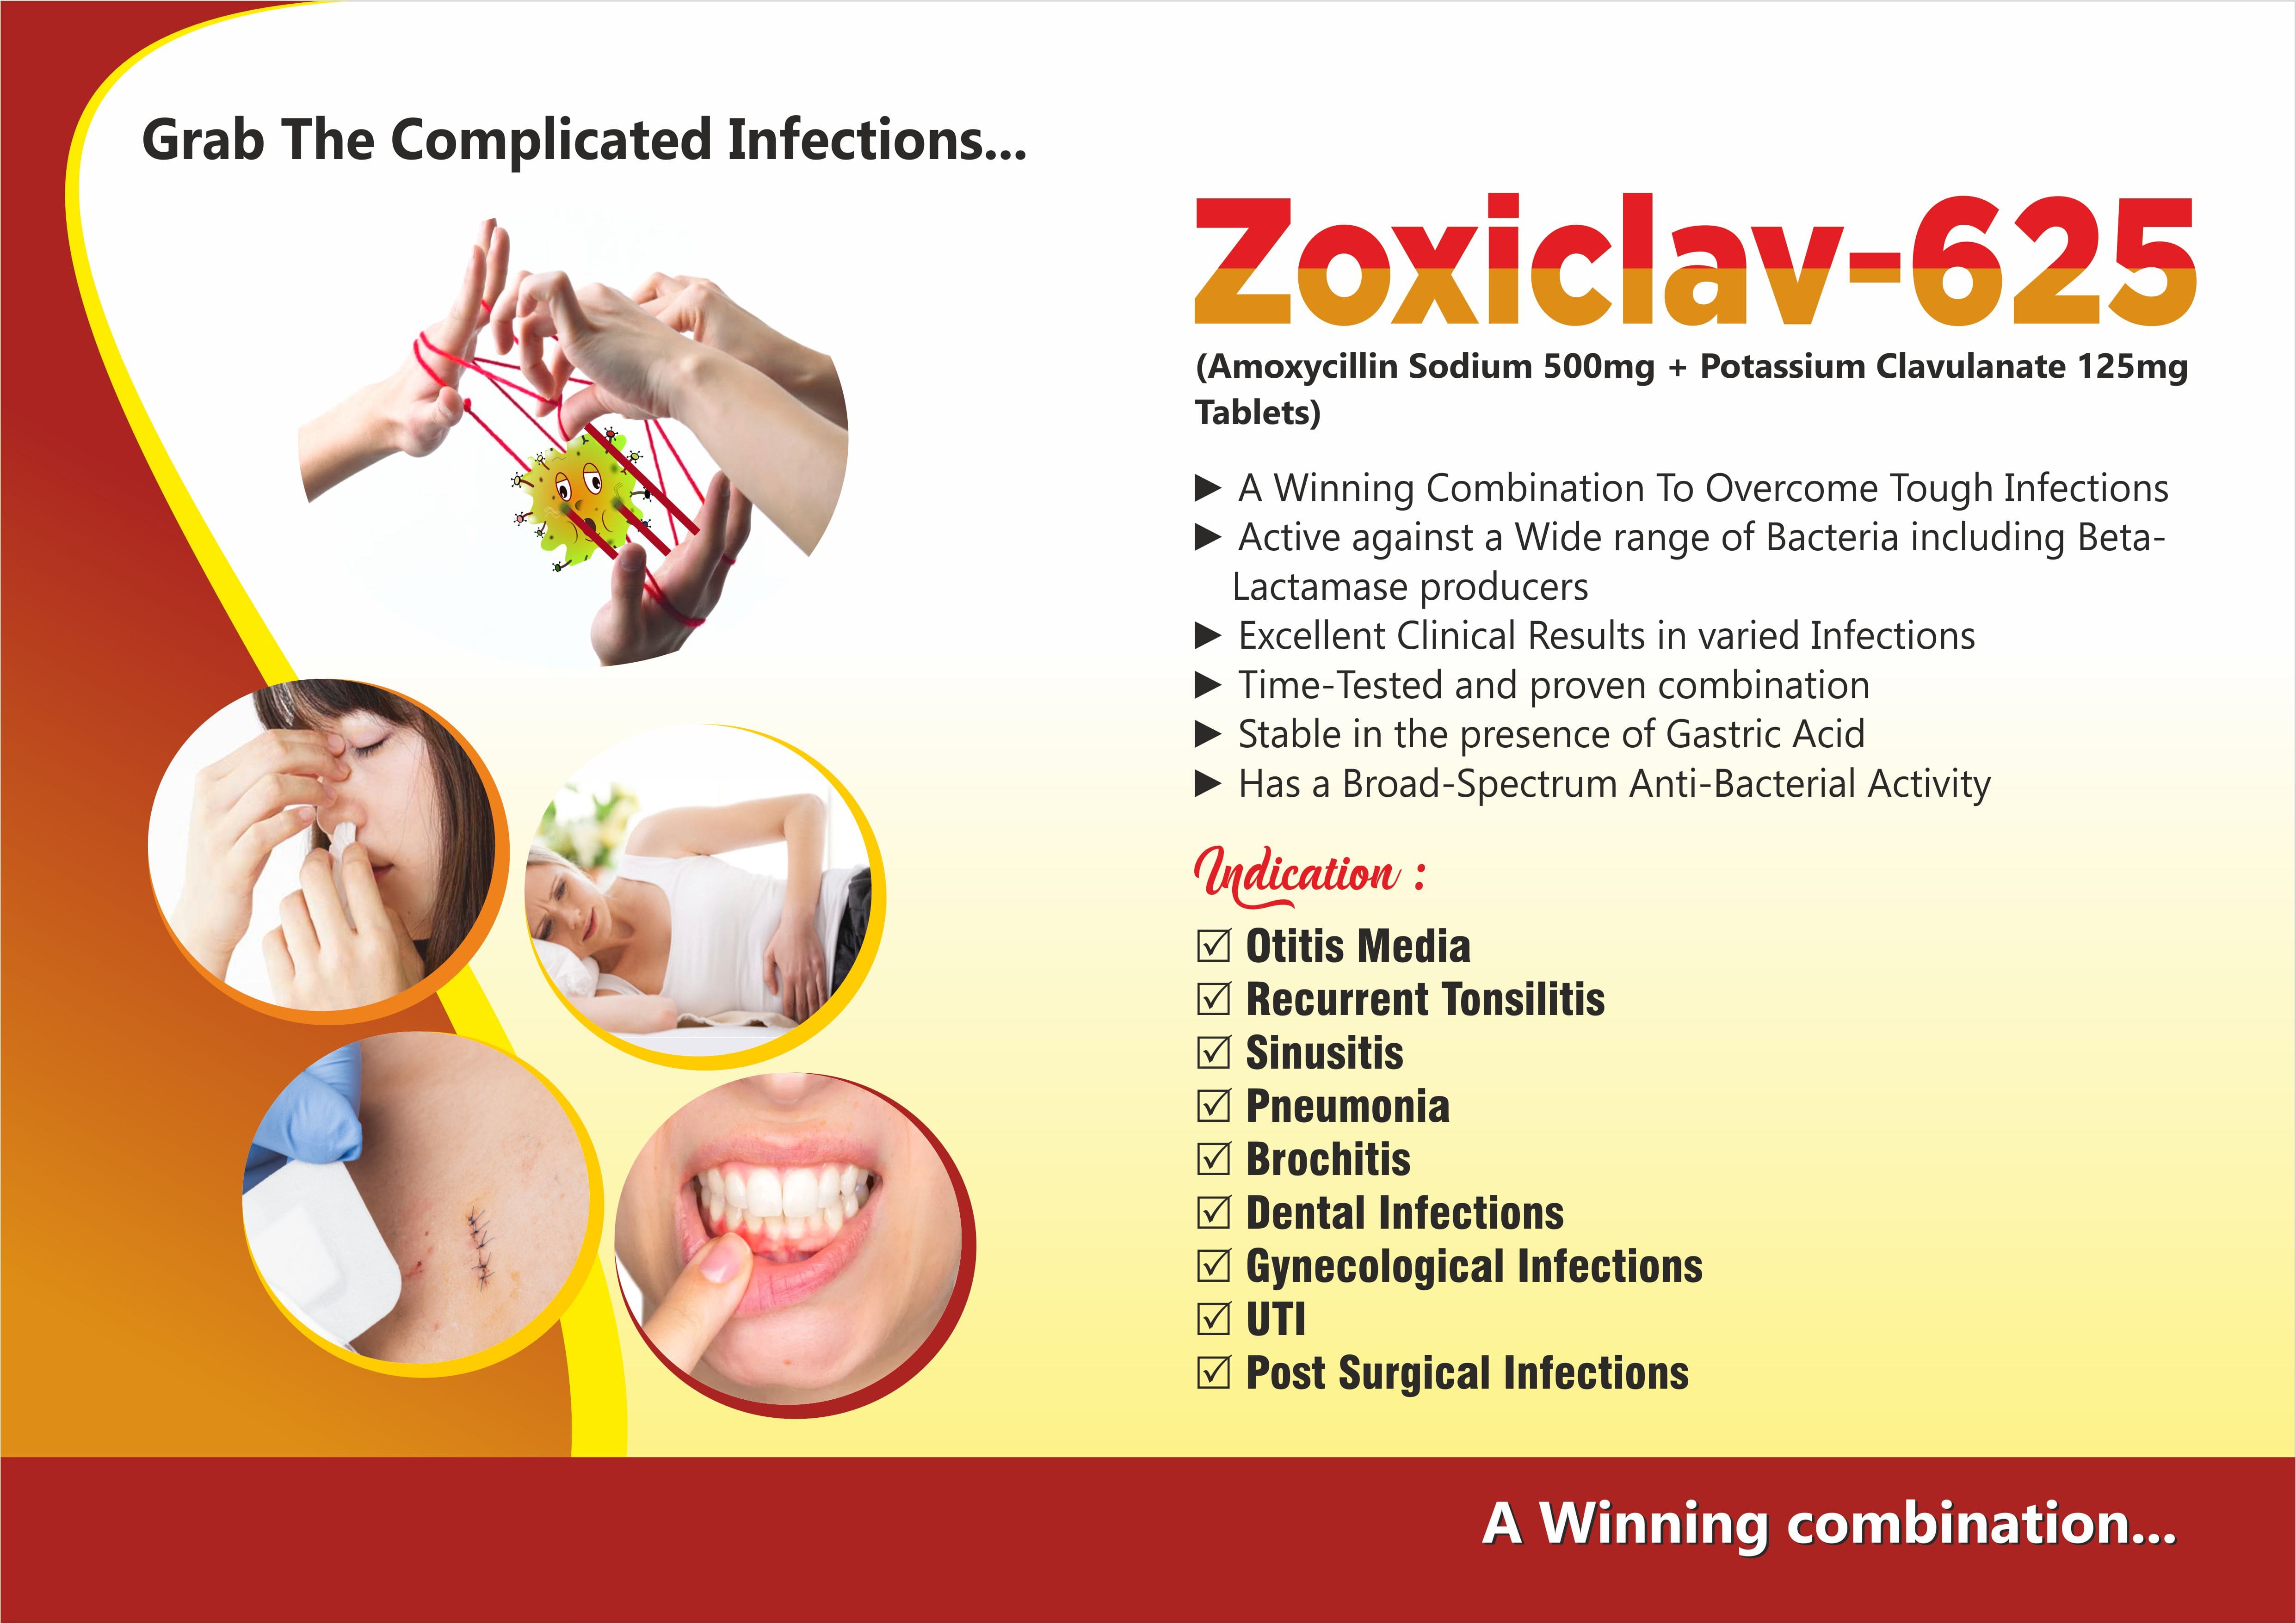 Grab The Complicated Infections...
Zoxiclav-625
(Amoxycillin Sodium 500mg + Potassium Clavulanate 125mg
Tablets)
► A Winning Combination To Overcome Tough Infections
► Active against a Wide range of Bacteria including Beta-
Lactamase producers
► Excellent Clinical Results in varied Infections
► Time-Tested and proven combination
► Stable in the presence of Gastric Acid
► Has a Broad-Spectrum Anti-Bacterial Activity
Indication :
☑ Otitis Media
☑ Recurrent Tonsilitis
☑ Sinusitis
☑ Pneumonia
☑ Brochitis
☑ Dental Infections
☑ Gynecological Infections
☑ UTI
☑ Post Surgical Infections
A Winning combination...